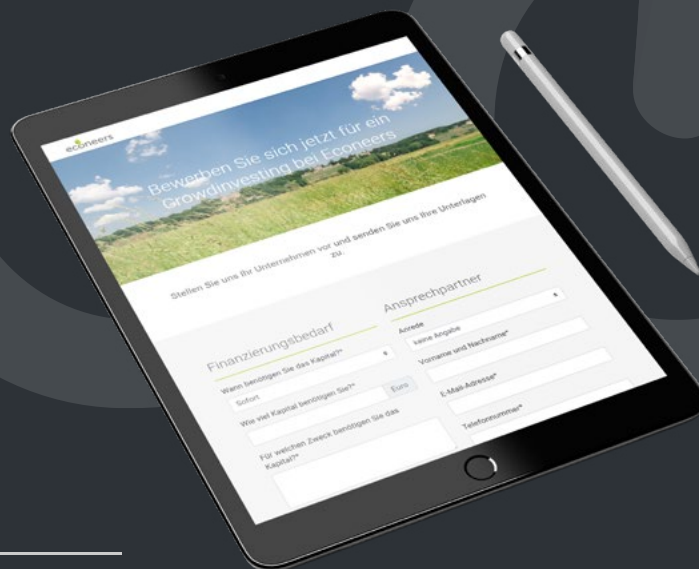 econeers
Bewerben Sie sich jetzt für ein
Growdinvesting bei Econeers
Stellen Sie uns Ihr Unternehmen vor und senden Sie uns Ihre Unterlagen
zu.
Finanzierungsbedarf
Wann benötigen Sie das Kapital?*
Sofort
Wie viel Kapital benötigen Sie?*
Euro
Für welchen Zweck benötigen Sie das
Kapital?*
Ansprechpartner
Anrede
keine Angabe
Vorname und Nachname*
E-Mail-Adresse*
Telefonnummer*